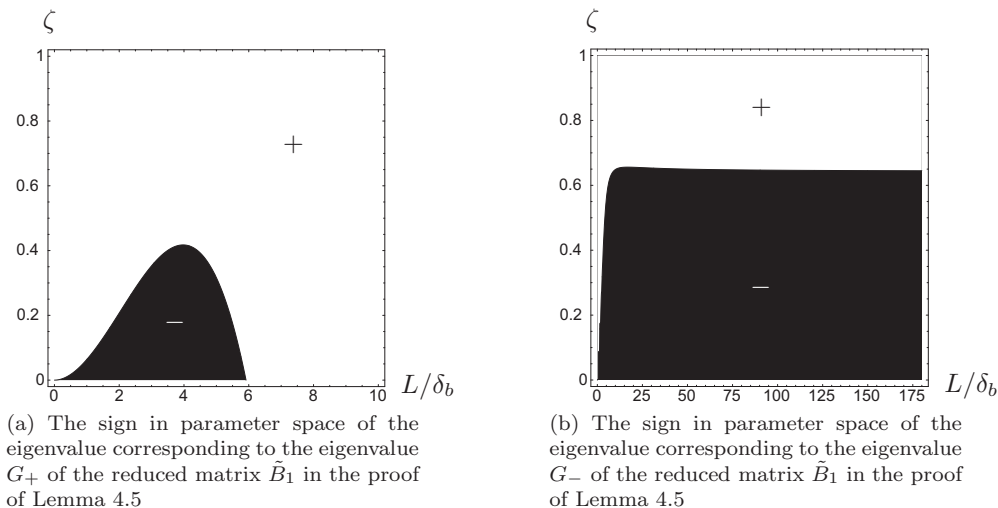 ζ
1
0.8
0.6
0.4
0.2
0
0 2 4 6 8 10
+
−
L/δ_b
(a) The sign in parameter space of the
eigenvalue corresponding to the eigenvalue
G₊ of the reduced matrix B̃₁ in the proof
of Lemma 4.5
ζ
1
0.8
0.6
0.4
0.2
0
0 25 50 75 100 125 150 175
+
−
L/δ_b
(b) The sign in parameter space of the
eigenvalue corresponding to the eigenvalue
G₋ of the reduced matrix B̃₁ in the proof
of Lemma 4.5